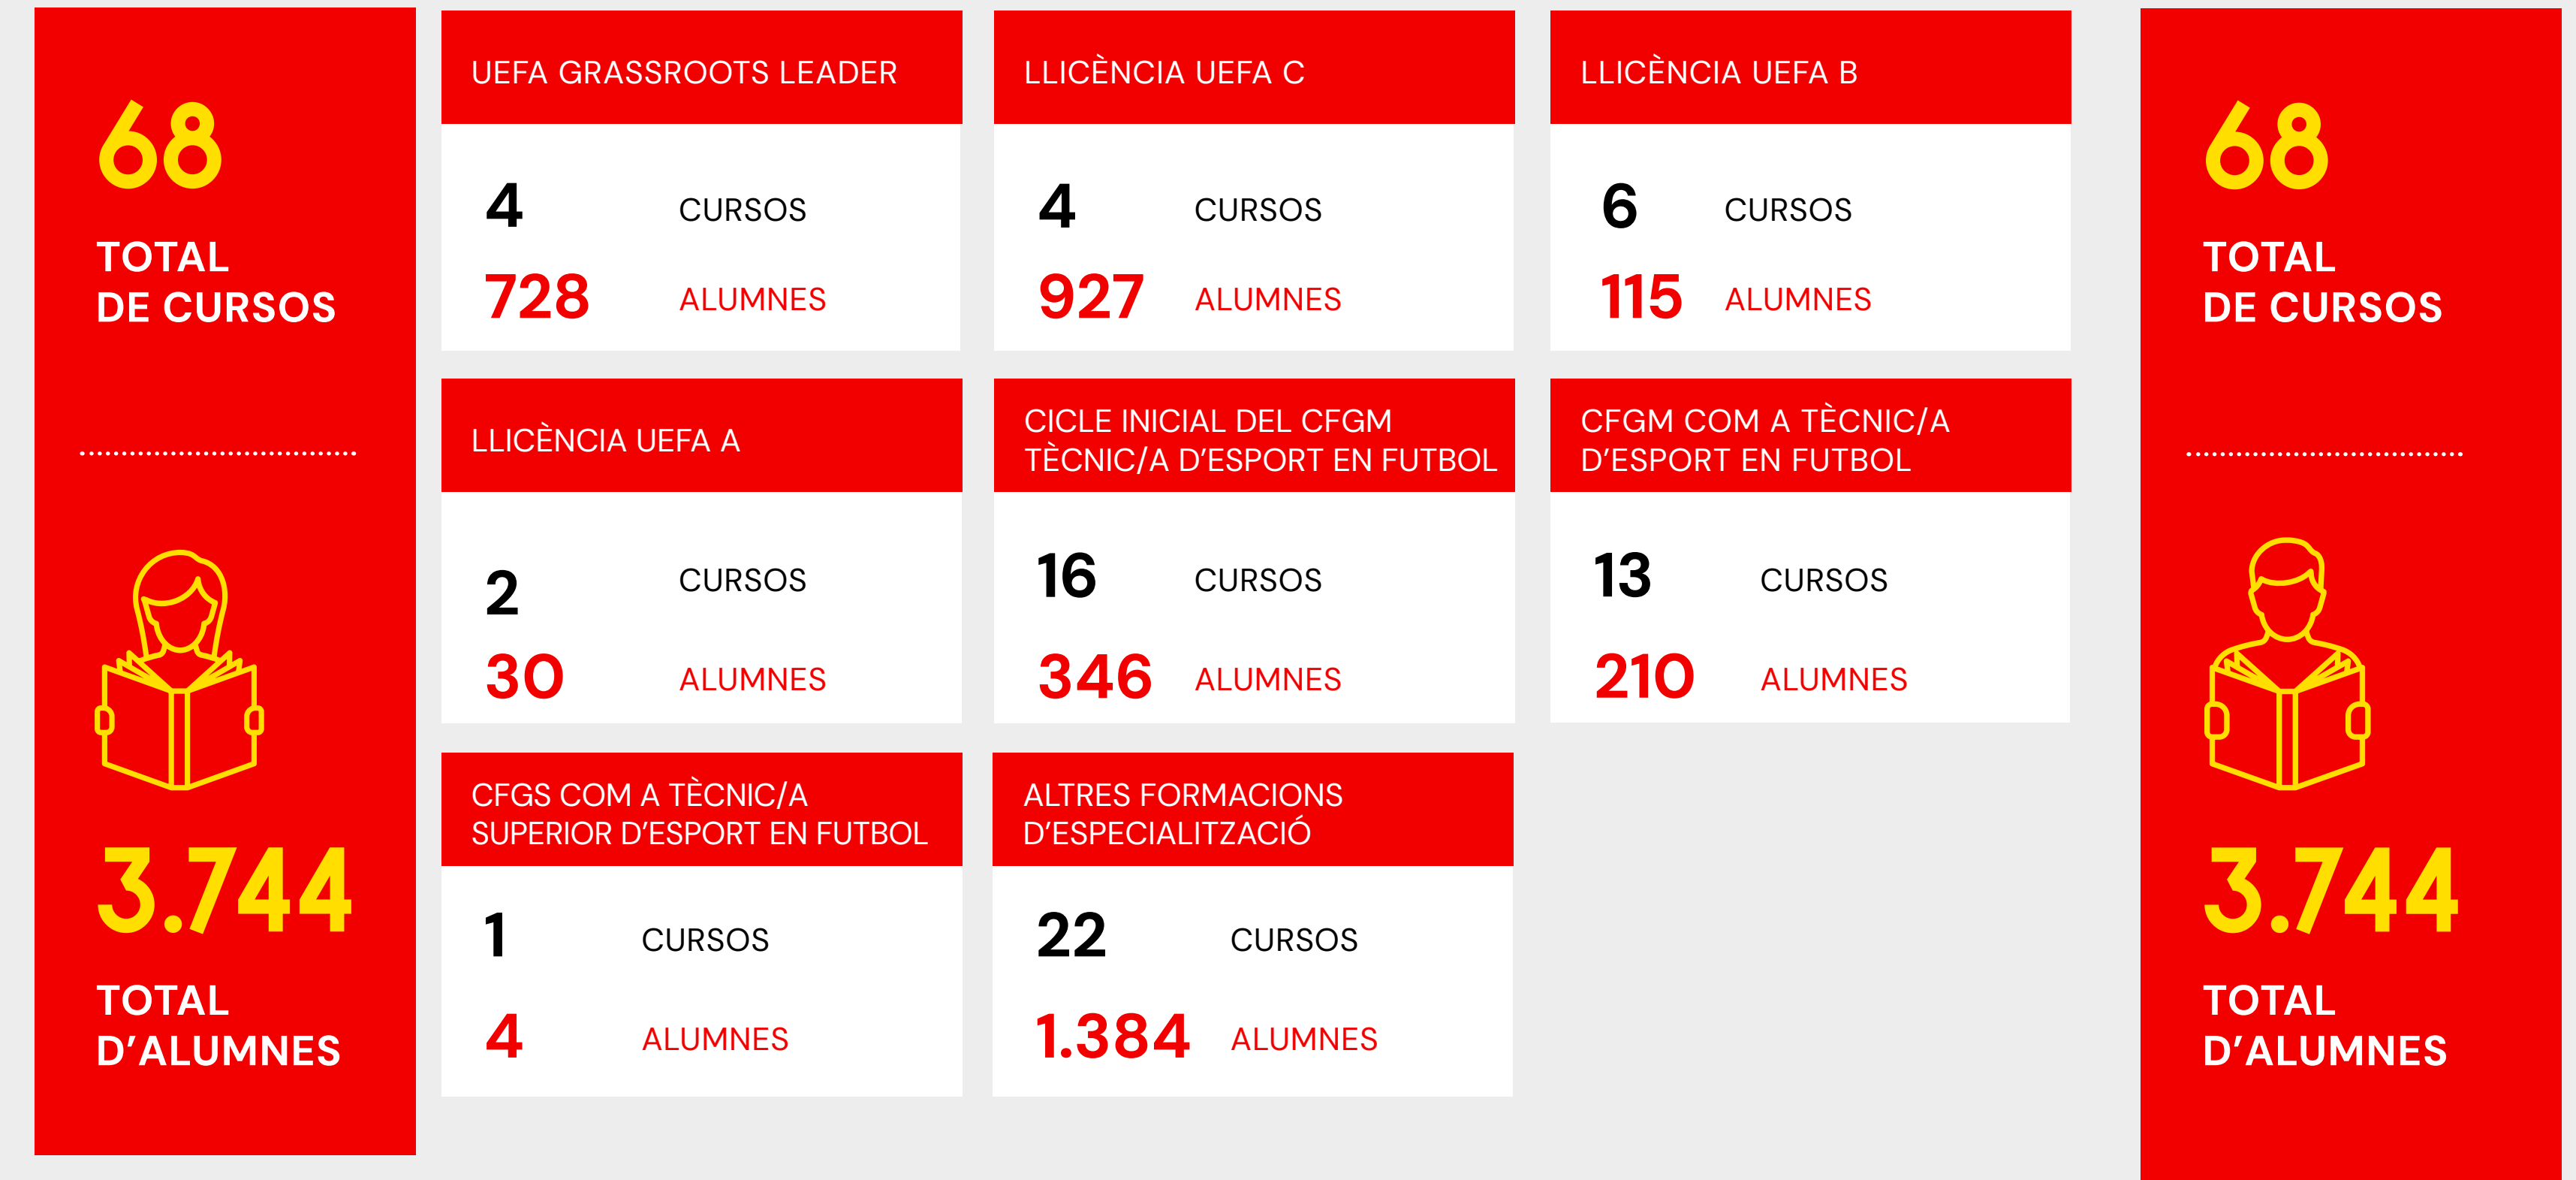 68
TOTAL
DE CURSOS
3.744
TOTAL
D’ALUMNES
UEFA GRASSROOTS LEADER
4 CURSOS
728 ALUMNES
LLICÈNCIA UEFA C
4 CURSOS
927 ALUMNES
LLICÈNCIA UEFA B
6 CURSOS
115 ALUMNES
LLICÈNCIA UEFA A
2 CURSOS
30 ALUMNES
CICLE INICIAL DEL CFGM
TÈCNIC/A D’ESPORT EN FUTBOL
16 CURSOS
346 ALUMNES
CFGM COM A TÈCNIC/A
D’ESPORT EN FUTBOL
13 CURSOS
210 ALUMNES
CFGS COM A TÈCNIC/A
SUPERIOR D’ESPORT EN FUTBOL
1 CURSOS
4 ALUMNES
ALTRES FORMACIONS
D’ESPECIALITZACIÓ
22 CURSOS
1.384 ALUMNES
68
TOTAL
DE CURSOS
3.744
TOTAL
D’ALUMNES